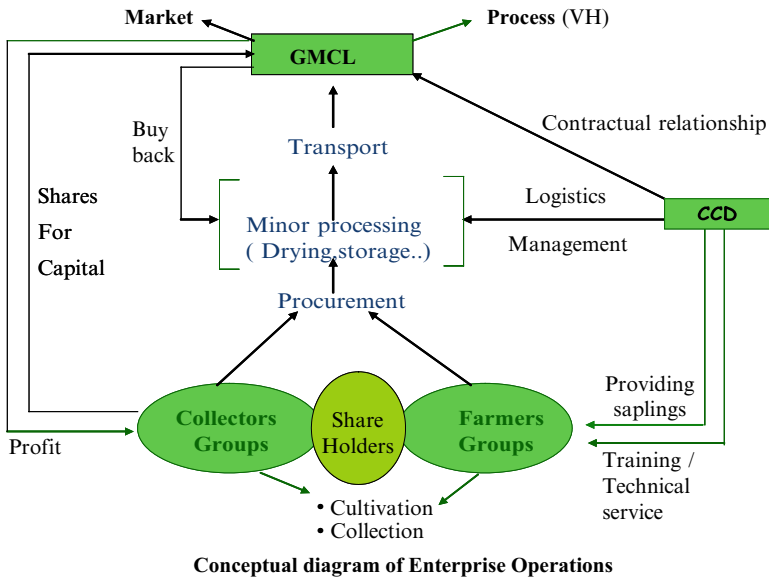 Market
Process (VH)
GMCL
Contractual relationship
Buy
back
Transport
Shares
For
Capital
Logistics
CCD
Minor processing
( Drying,storage..)
Management
Procurement
Providing
saplings
Collectors
Groups
Share
Holders
Farmers
Groups
Profit
Training /
Technical
service
• Cultivation
• Collection
Conceptual diagram of Enterprise Operations